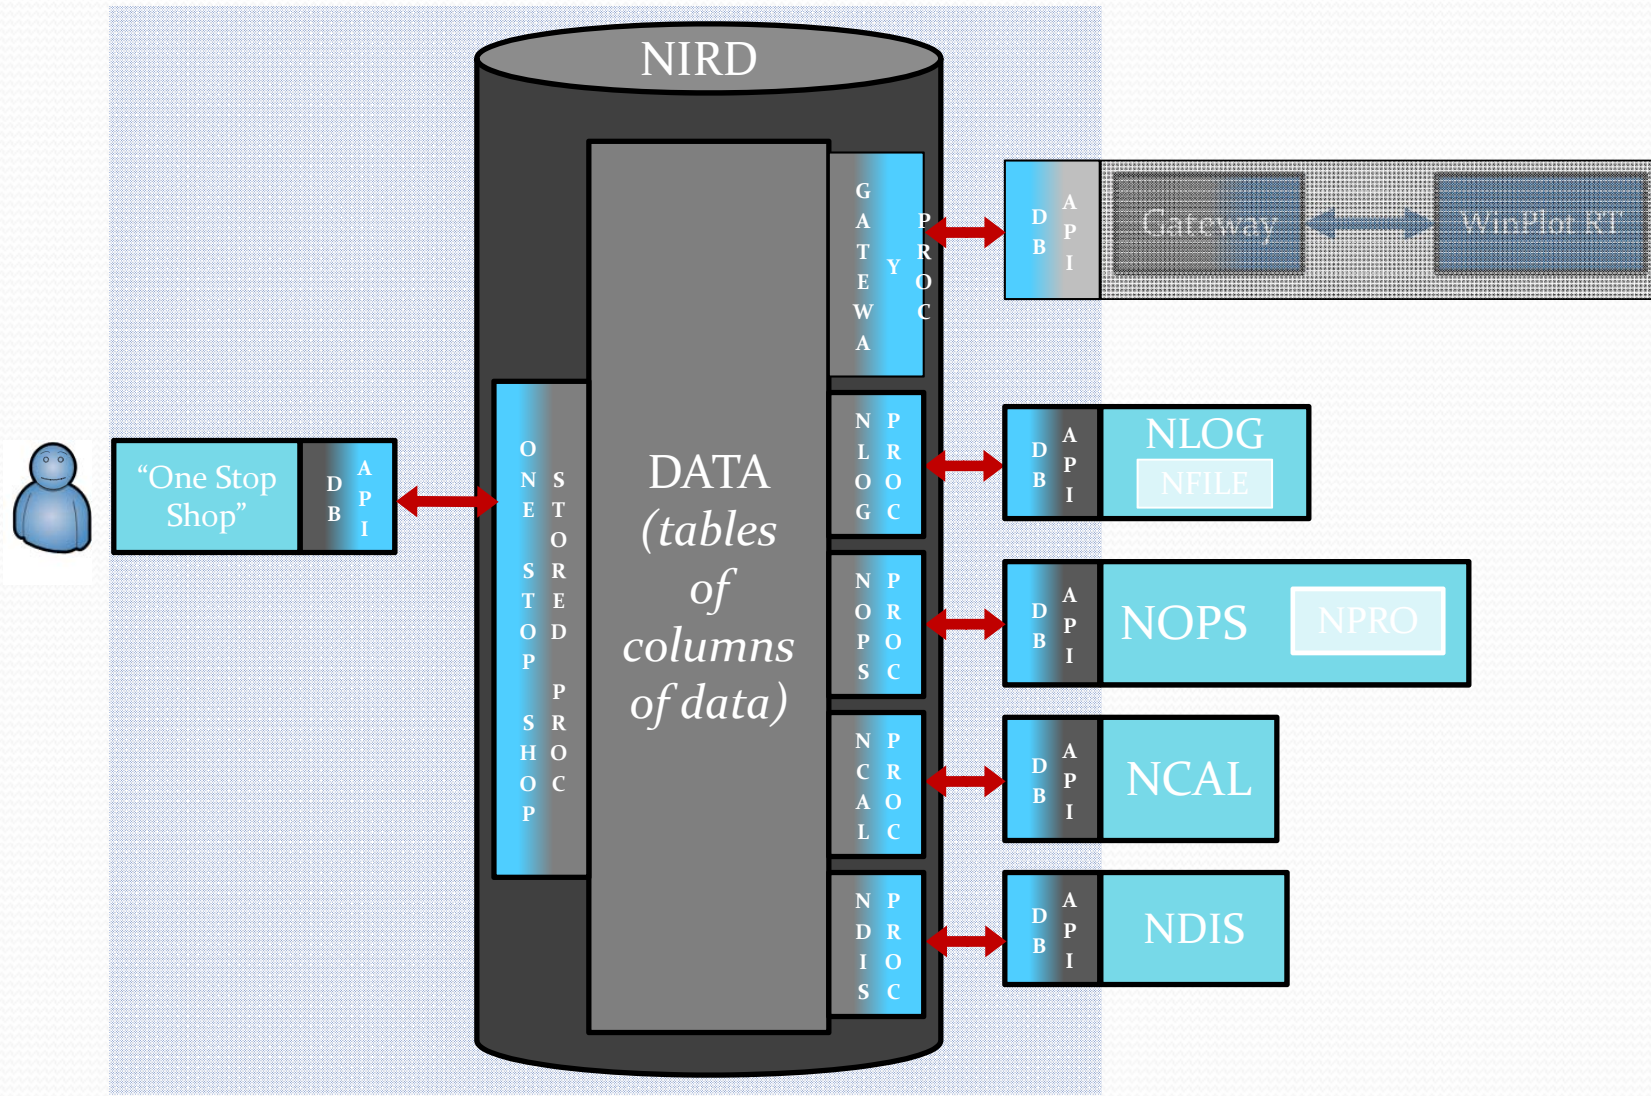 NIRD
GATEWAY PROC
DB API
Gateway
WinPlot RT
"One Stop
Shop"
DB API
ONE STOP SHOP
STORED PROC
DATA
(tables
of
columns
of data)
NLOG PROC
DB API
NLOG
NFILE
NOPS PROC
DB API
NOPS
NPRO
NCAL PROC
DB API
NCAL
NDIS PROC
DB API
NDIS